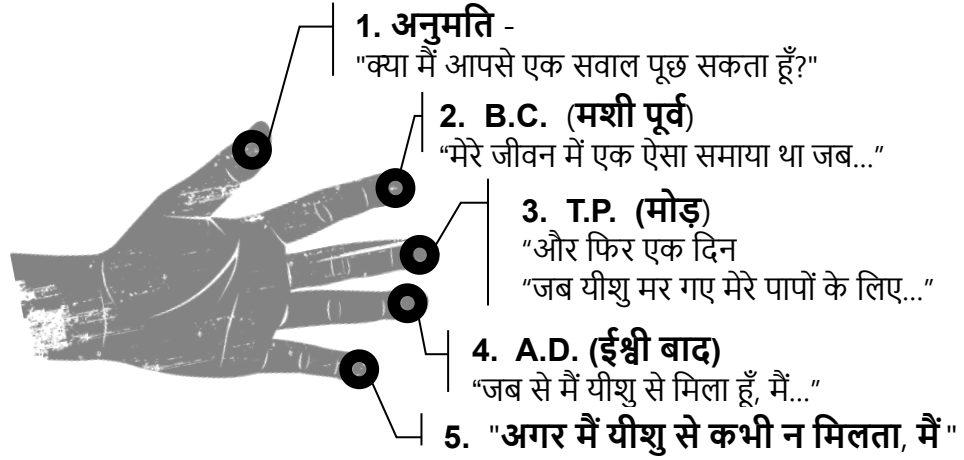 1. अनुमति -
"क्या मैं आपसे एक सवाल पूछ सकता हूँ?"
2. B.C. (मशी पूर्व)
“मेरे जीवन में एक ऐसा समाया था जब...”
3. T.P. (मोड़)
“और फिर एक दिन
“जब यीशु मर गए मेरे पापों के लिए...”
4. A.D. (ईश्वी बाद)
“जब से मैं यीशु से मिला हूँ, मैं...”
5. "अगर मैं यीशु से कभी न मिलता, मैं "